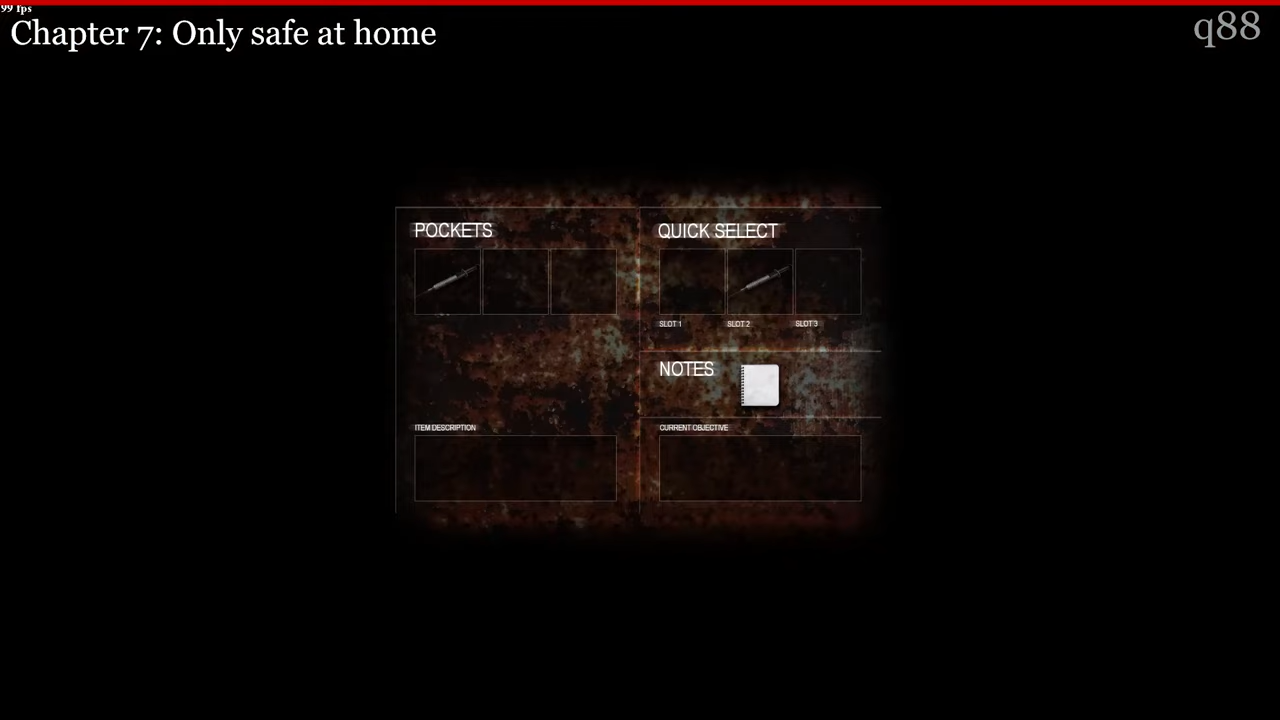 99 fps
Chapter 7: Only safe at home
q88
POCKETS
QUICK SELECT
SLOT 1
SLOT 2
SLOT 3
NOTES
ITEM DESCRIPTION
CURRENT OBJECTIVE